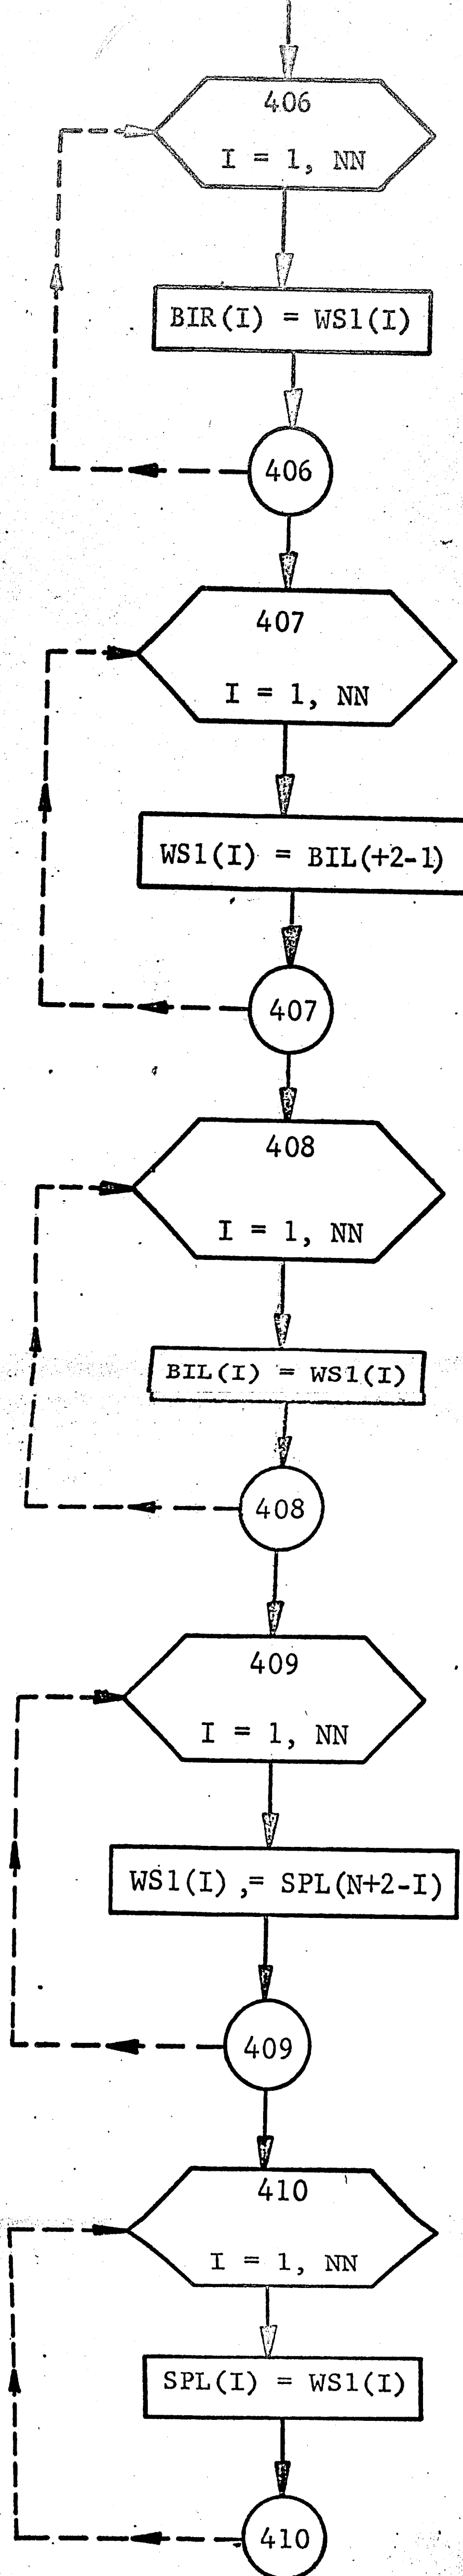 406
I = 1, NN
BIR(I) = WS1(I)
406
407
I = 1, NN
WS1(I) = BIL(+2-1)
407
408
I = 1, NN
BIL(I) = WS1(I)
408
409
I = 1, NN
WS1(I) ,= SPL(N+2-I)
409
410
I = 1, NN
SPL(I) = WS1(I)
410